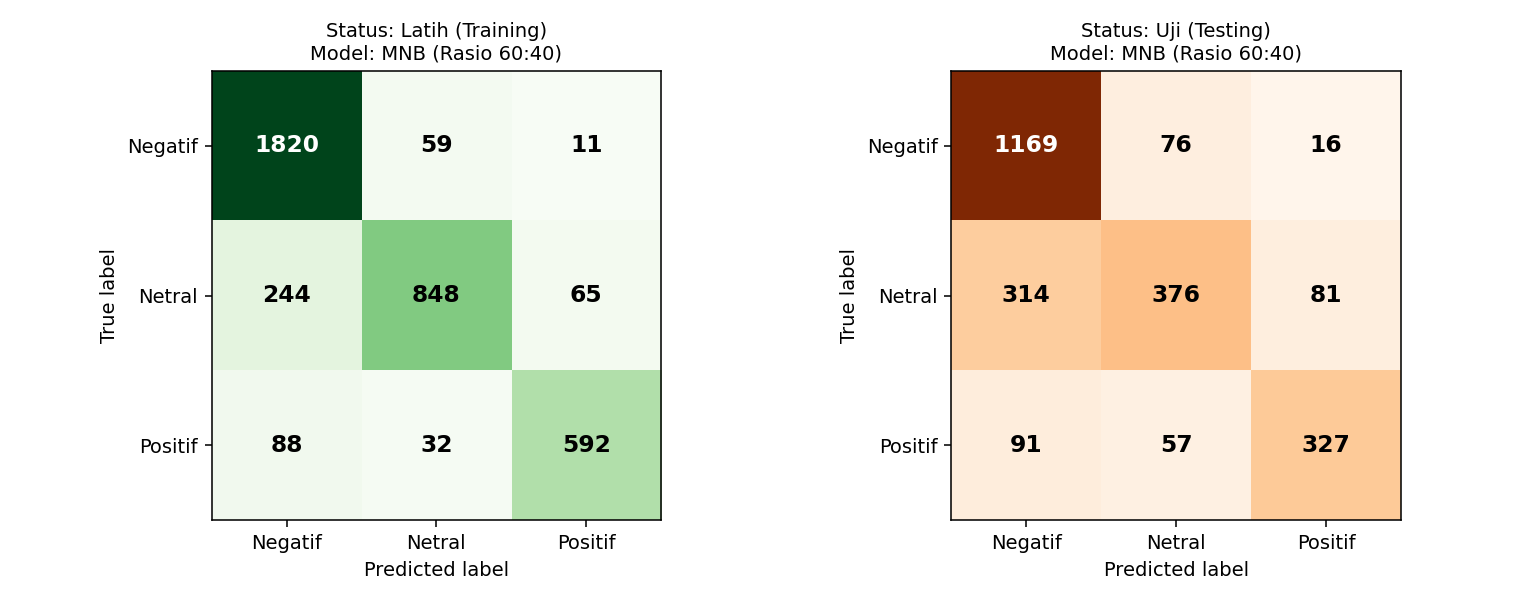 Status: Latih (Training)
Model: MNB (Rasio 60:40)
True label
Negatif
1820 59 11
Netral
244 848 65
Positif
88 32 592
Negatif Netral Positif
Predicted label
Status: Uji (Testing)
Model: MNB (Rasio 60:40)
True label
Negatif
1169 76 16
Netral
314 376 81
Positif
91 57 327
Negatif Netral Positif
Predicted label